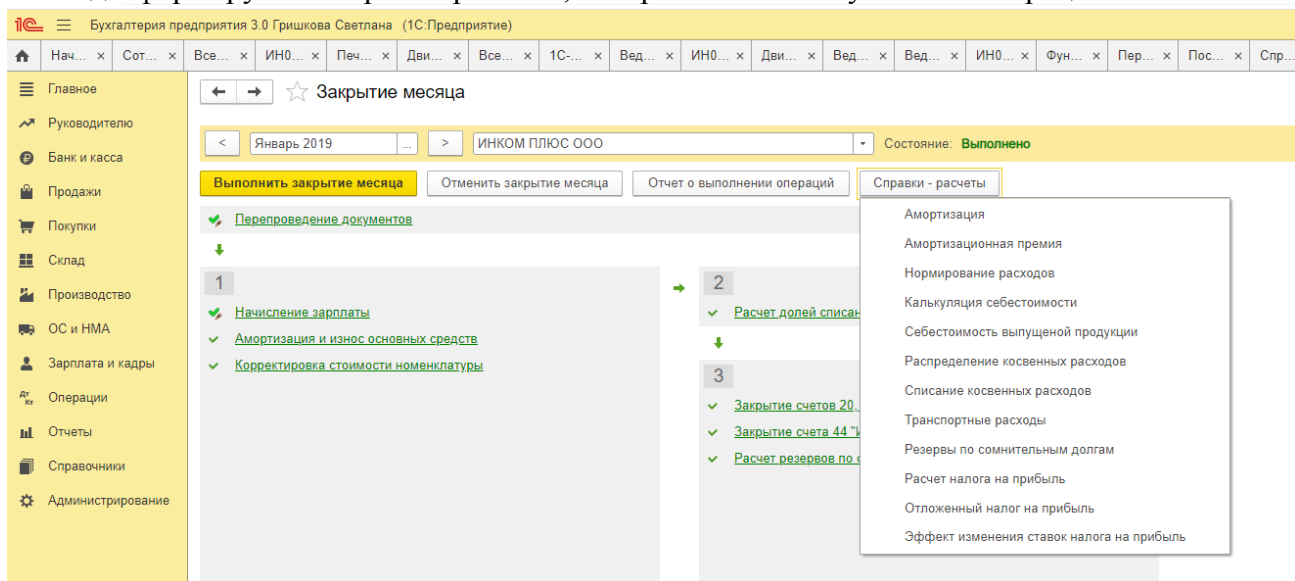 1С Бухгалтерия предприятия 3.0 Гришкова Светлана (1С:Предприятие)
Нач... × Сот... × Все... × ИН0... × Печ... × Дви... × Все... × 1С-... × Вед... × ИН0... × Дви... × Вед... × Вед... × ИН0... × Фун... × Пер... × Пос... × Спр...
Главное
Руководителю
Банк и касса
Продажи
Покупки
Склад
Производство
ОС и НМА
Зарплата и кадры
Операции
Отчеты
Справочники
Администрирование
Закрытие месяца
< Январь 2019 ... > ИНКОМ ПЛЮС ООО Состояние: Выполнено
Выполнить закрытие месяца Отменить закрытие месяца Отчет о выполнении операций Справки - расчеты
Перепроведение документов
1
Начисление зарплаты
Амортизация и износ основных средств
Корректировка стоимости номенклатуры
2
Расчет долей списан
3
Закрытие счетов 20,
Закрытие счета 44 "И
Расчет резервов по с
Амортизация
Амортизационная премия
Нормирование расходов
Калькуляция себестоимости
Себестоимость выпущеной продукции
Распределение косвенных расходов
Списание косвенных расходов
Транспортные расходы
Резервы по сомнительным долгам
Расчет налога на прибыль
Отложенный налог на прибыль
Эффект изменения ставок налога на прибыль